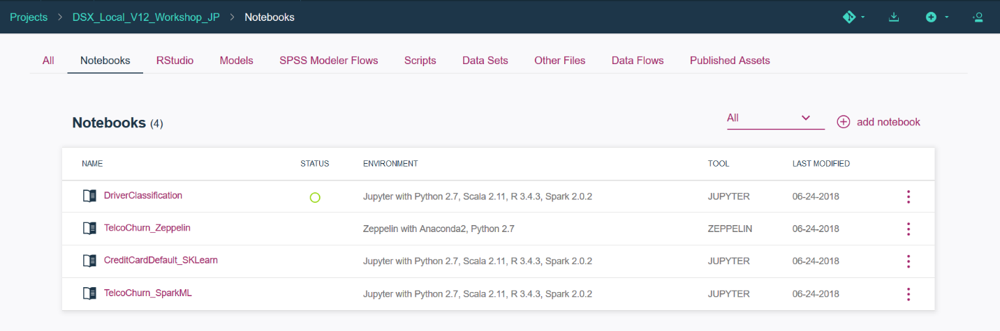 Projects > DSX_Local_V12_Workshop_JP > Notebooks
All Notebooks RStudio Models SPSS Modeler Flows Scripts Data Sets Other Files Data Flows Published Assets
Notebooks (4) All add notebook
NAME STATUS ENVIRONMENT TOOL LAST MODIFIED
DriverClassification Jupyter with Python 2.7, Scala 2.11, R 3.4.3, Spark 2.0.2 JUPYTER 06-24-2018
TelcoChurn_Zeppelin Zeppelin with Anaconda2, Python 2.7 ZEPPELIN 06-24-2018
CreditCardDefault_SKLearn Jupyter with Python 2.7, Scala 2.11, R 3.4.3, Spark 2.0.2 JUPYTER 06-24-2018
TelcoChurn_SparkML Jupyter with Python 2.7, Scala 2.11, R 3.4.3, Spark 2.0.2 JUPYTER 06-24-2018